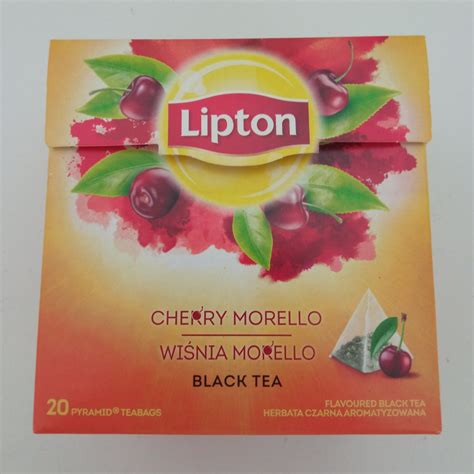 Lipton
CHERRY MORELLO
WIŚNIA MORELLO
BLACK TEA
20 PYRAMID® TEABAGS
FLAVOURED BLACK TEA
HERBATA CZARNA AROMATYZOWANA